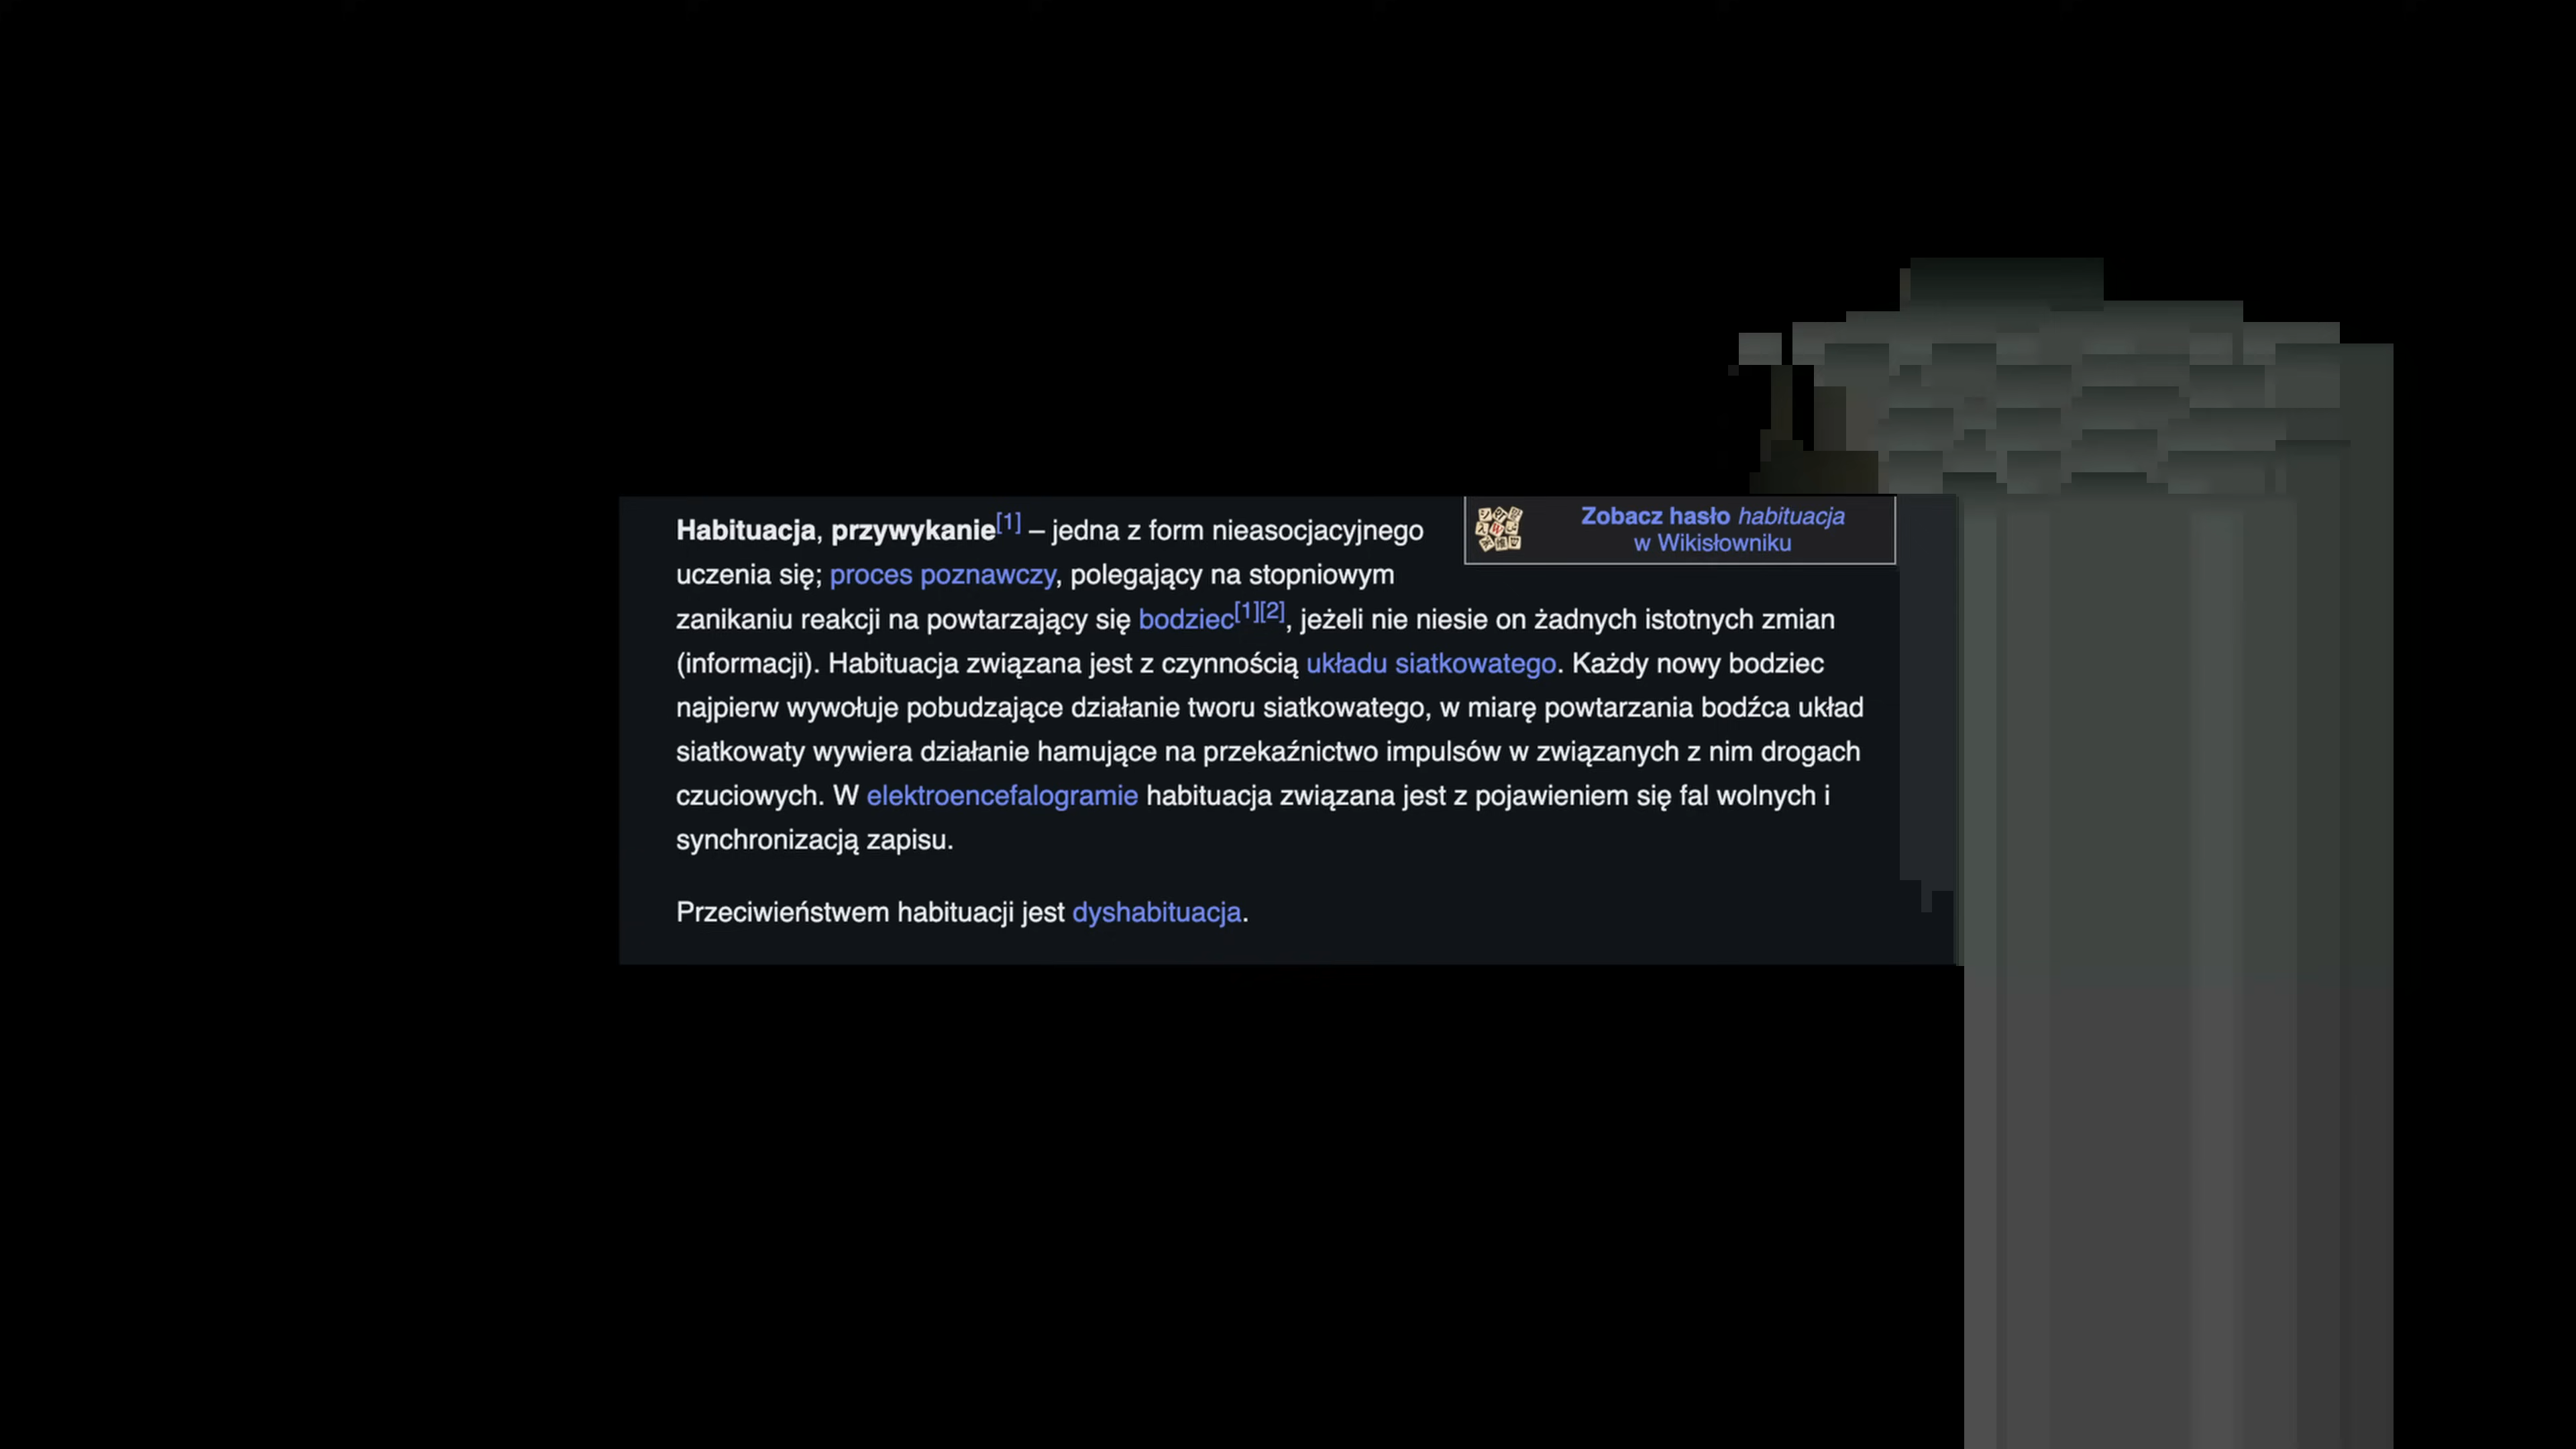 Habituacja, przywykanie[1] – jedna z form nieasocjacyjnego
uczenia się; proces poznawczy, polegający na stopniowym
zanikaniu reakcji na powtarzający się bodziec[1][2], jeżeli nie niesie on żadnych istotnych zmian
(informacji). Habituacja związana jest z czynnością układu siatkowatego. Każdy nowy bodziec
najpierw wywołuje pobudzające działanie tworu siatkowatego, w miarę powtarzania bodźca układ
siatkowaty wywiera działanie hamujące na przekaźnictwo impulsów w związanych z nim drogach
czuciowych. W elektroencefalogramie habituacja związana jest z pojawieniem się fal wolnych i
synchronizacją zapisu.
Przeciwieństwem habituacji jest dyshabituacja.
Zobacz hasło habituacja
w Wikisłowniku